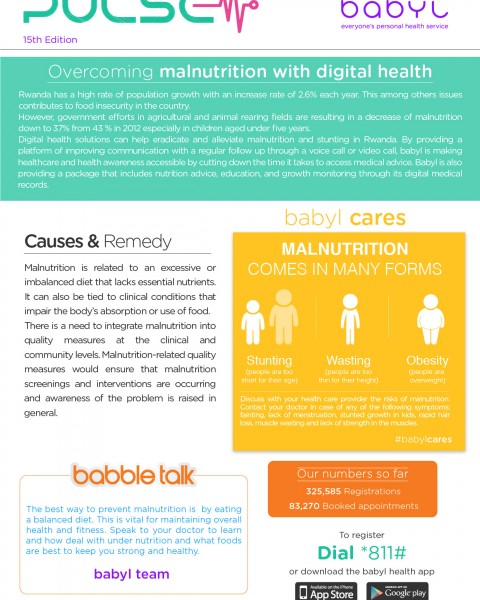 PULSE
babyl
everyone's personal health service
15th Edition
Overcoming malnutrition with digital health
Rwanda has a high rate of population growth with an increase rate of 2,6% each year. This among others issues
contributes to food insecurity in the country.
However, government efforts in agricultural and animal rearing fields are resulting in a decrease of malnutrition
down to 37% from 43 % in 2012 especially in children aged under five years.
Digital health solutions can help eradicate and alleviate malnutrition and stunting in Rwanda. By providing a
platform of improving communication with a regular follow up through a voice call or video call, babyl is making
healthcare and health awareness accessible by cutting down the time it takes to access medical advice. Babyl is also
providing a package that includes nutrition advice, education, and growth monitoring through its digital medical
records.
Causes & Remedy
Malnutrition is related to an excessive or
imbalanced diet that lacks essential nutrients.
It can also be tied to clinical conditions that
impair the body's absorption or use of food.
There is a need to integrate malnutrition into
quality measures at the clinical and
community levels. Malnutrition-related quality
measures would ensure that malnutrition
screenings and interventions are occurring
and awareness of the problem is raised in
general.
babyl cares
MALNUTRITION
COMES IN MANY FORMS
Stunting
(people are too
short for their age)
Wasting
(people are too
thin for their height)
Obesity
(people are
overweight)
Discuss with your health care provider the risks of malnutrition.
Contact your doctor in case of any of the following symptoms:
fainting, lack of menstruation, stunted growth in kids, rapid hair
loss, muscle wasting and lack of strength in the muscles.
#babylcares
babble talk
The best way to prevent malnutrition is by eating
a balanced diet. This is vital for maintaining overall
health and fitness. Speak to your doctor to learn
and how deal with under nutrition and what foods
are best to keep you strong and healthy.
babyl team
Our numbers so far
325,585 Registrations
83,270 Booked appointments
To register
Dial *811#
or download the babyl health app
Available on the iPhone
App Store
ANDROID APP ON
Google play